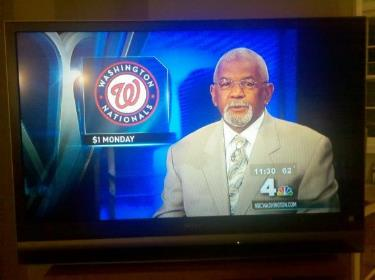 WASHINGTON
W
NATIONALS
$1 MONDAY
11:30 62
4
NBCWASHINGTON.COM